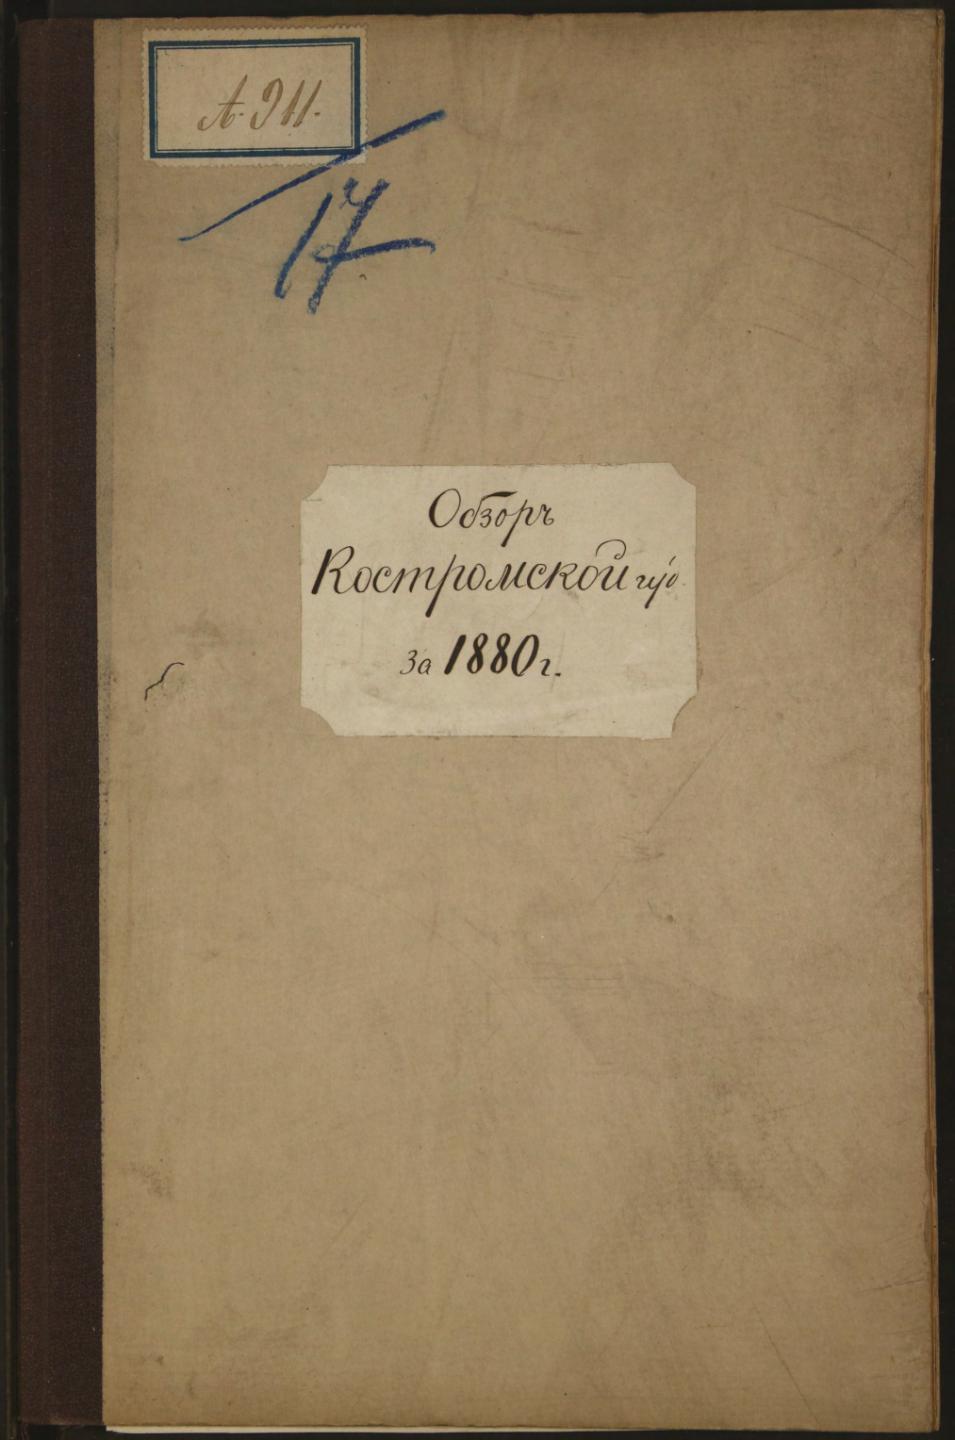 А. 911.
17
Обзоръ
Костромской губ.
за 1880 г.